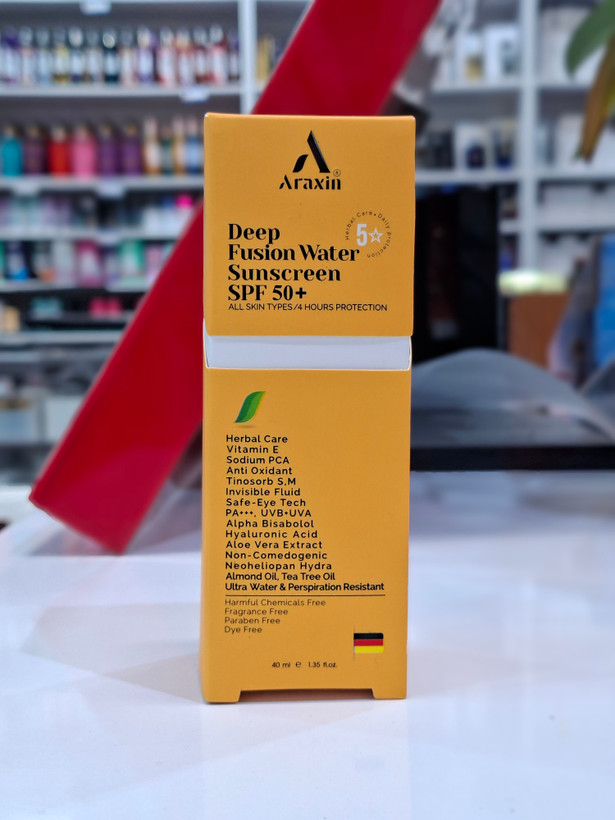 Araxin®
Deep
Fusion Water
Sunscreen
SPF 50+
Herbal Care • Daily Protection
5☆
ALL SKIN TYPES/4 HOURS PROTECTION
Herbal Care
Vitamin E
Sodium PCA
Anti Oxidant
Tinosorb S,M
Invisible Fluid
Safe-Eye Tech
PA+++, UVB+UVA
Alpha Bisabolol
Hyaluronic Acid
Aloe Vera Extract
Non-Comedogenic
Neoheliopan Hydra
Almond Oil, Tea Tree Oil
Ultra Water & Perspiration Resistant
Harmful Chemicals Free
Fragrance Free
Paraben Free
Dye Free
40 ml ℮ 1.35 fl.oz.